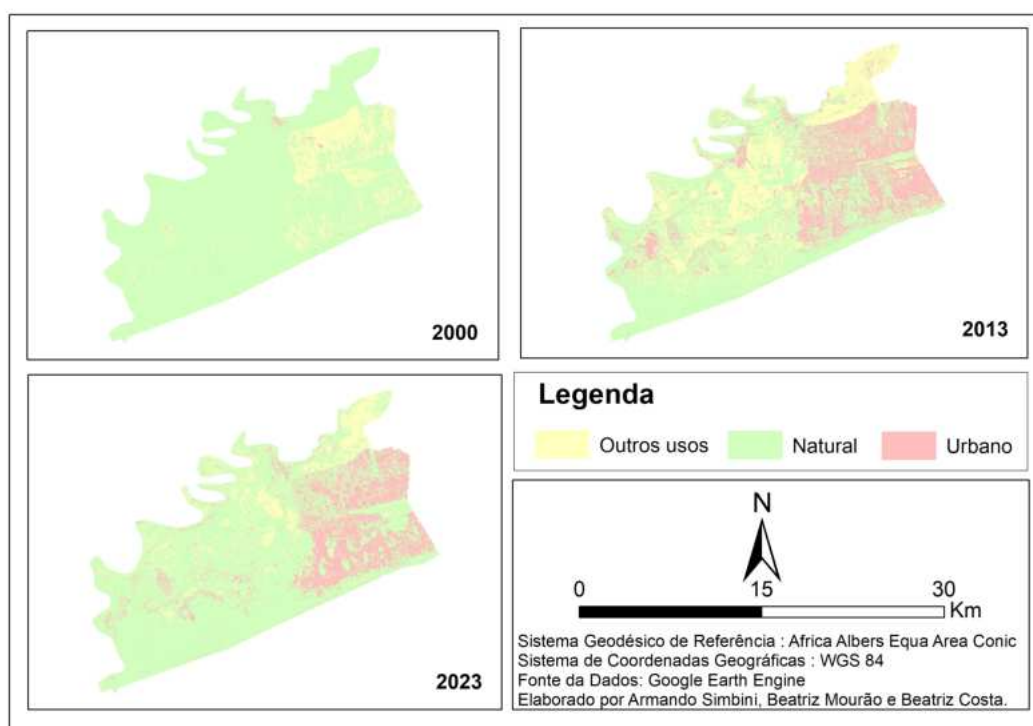 2000
2013
2023
Legenda
Outros usos
Natural
Urbano
N
0
15
30
Km
Sistema Geodésico de Referência : Africa Albers Equa Area Conic
Sistema de Coordenadas Geográficas : WGS 84
Fonte da Dados: Google Earth Engine
Elaborado por Armando Simbini, Beatriz Mourão e Beatriz Costa.